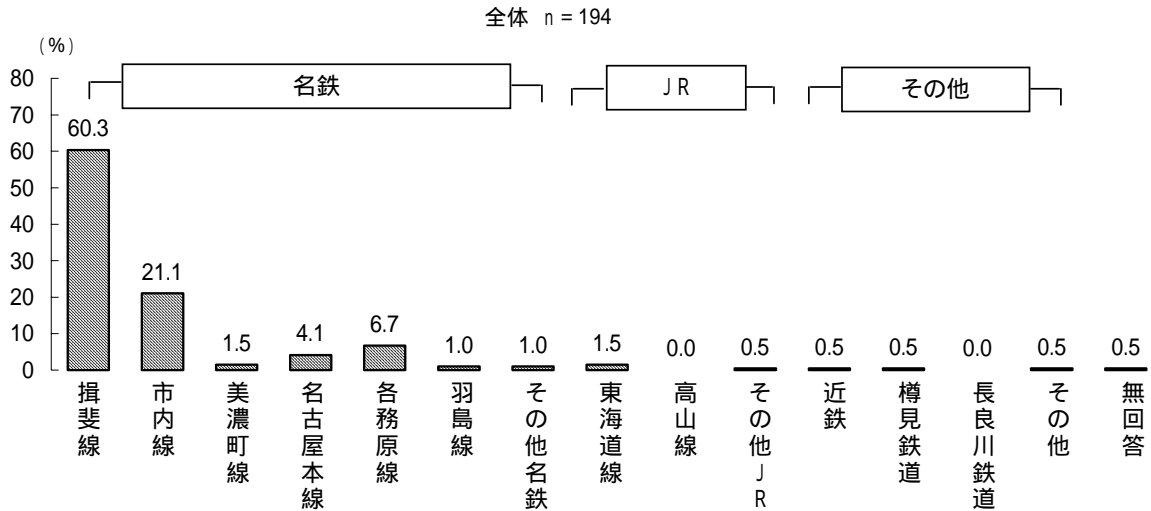 全体 n = 194
(%)
名鉄
JR
その他
80
70
60
50
40
30
20
10
0
60.3
21.1
1.5
4.1
6.7
1.0
1.0
1.5
0.0
0.5
0.5
0.5
0.0
0.5
0.5
揖斐線
市内線
美濃町線
名古屋本線
各務原線
羽島線
その他名鉄
東海道線
高山線
その他JR
近鉄
樽見鉄道
長良川鉄道
その他
無回答